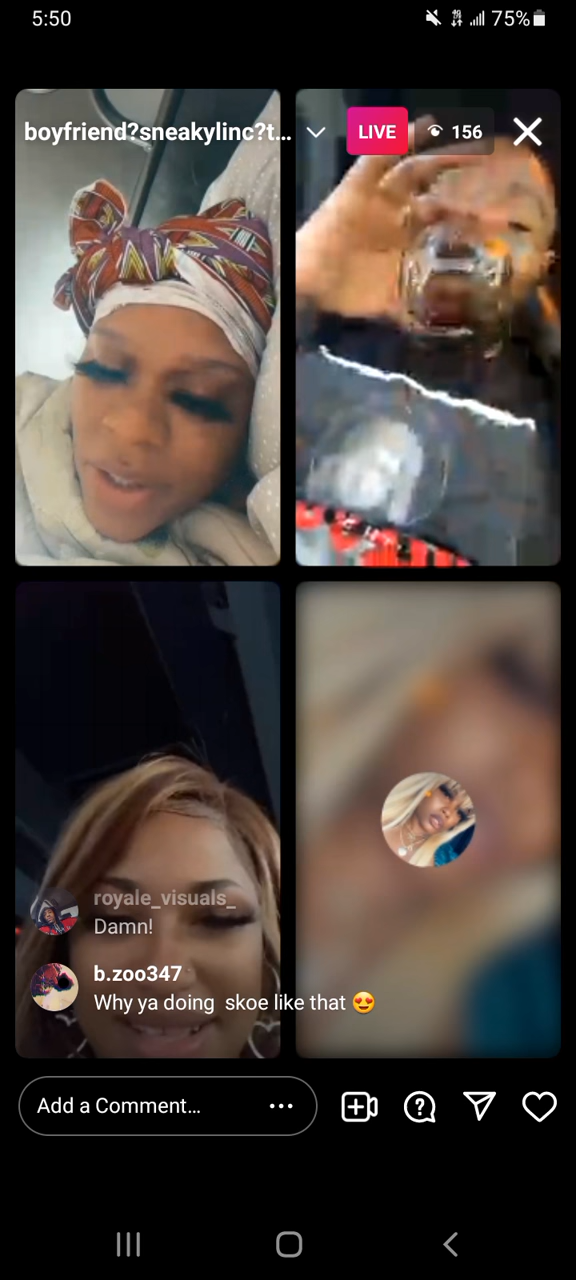 5:50
75%
boyfriend?sneakylinc?t...
LIVE
156
royale_visuals_
Damn!
b.zoo347
Why ya doing  skoe like that 😍
Add a Comment...